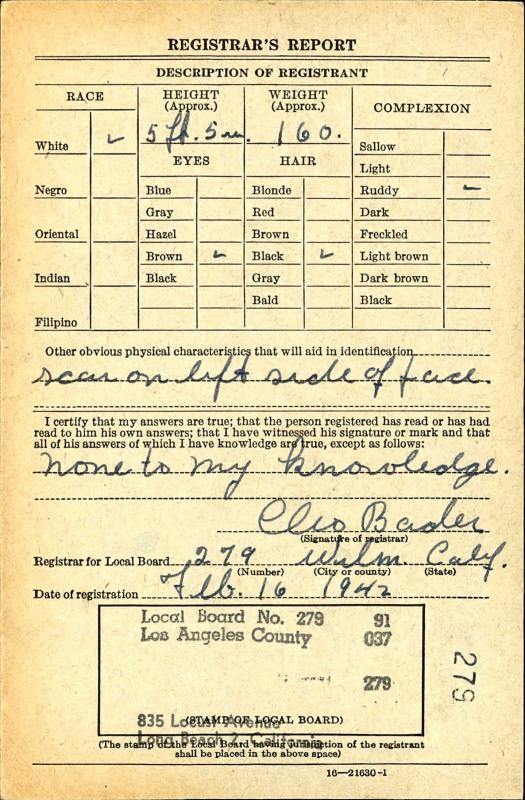 REGISTRAR'S REPORT
DESCRIPTION OF REGISTRANT
RACE
HEIGHT (Approx.)
WEIGHT (Approx.)
COMPLEXION
White ✓
5 ft. 5 in.
160.
Sallow
EYES
HAIR
Light
Negro
Blue
Blonde
Ruddy ✓
Gray
Red
Dark
Oriental
Hazel
Brown
Freckled
Brown ✓
Black ✓
Light brown
Indian
Black
Gray
Dark brown
Bald
Black
Filipino
Other obvious physical characteristics that will aid in identification
scar on left side of face.
I certify that my answers are true; that the person registered has read or has had
read to him his own answers; that I have witnessed his signature or mark and that
all of his answers of which I have knowledge are true, except as follows:
none to my knowledge.
Cleo Bader
(Signature of registrar)
Registrar for Local Board 279 Wilm. Calif.
(Number) (City or county) (State)
Date of registration Feb. 16 1942
Local Board No. 279 91
Los Angeles County 037
279
279
835 Locust Avenue
(STAMP OF LOCAL BOARD)
Long Beach 2, California
(The stamp of the Local Board having jurisdiction of the registrant
shall be placed in the above space)
16—21630-1